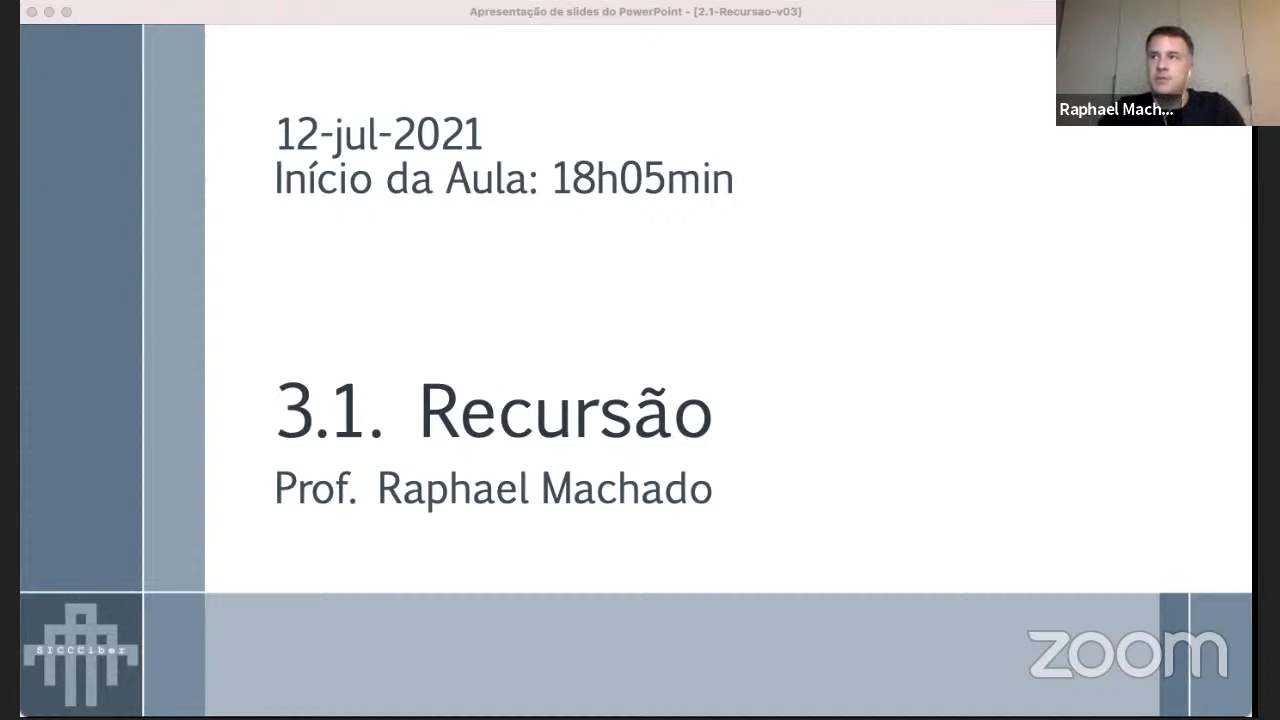 Apresentação de slides do PowerPoint - [2.1-Recursao-v03]
Raphael Mach...
12-jul-2021
Início da Aula: 18h05min
3.1. Recursão
Prof. Raphael Machado
SICCCiber
zoom